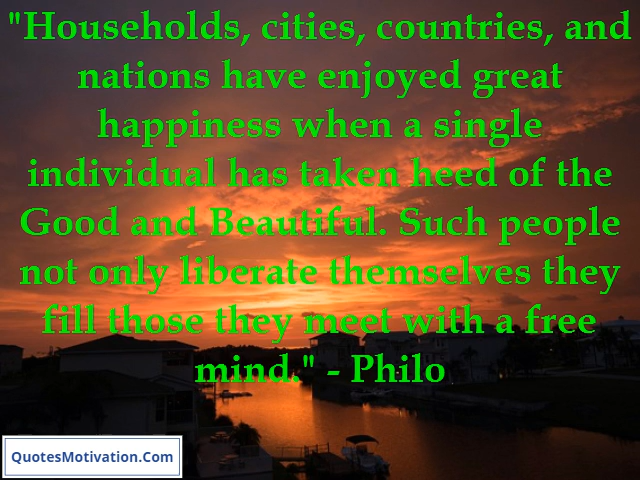 "Households, cities, countries, and
nations have enjoyed great
happiness when a single
individual has taken heed of the
Good and Beautiful. Such people
not only liberate themselves they
fill those they meet with a free
mind." - Philo
QuotesMotivation.Com